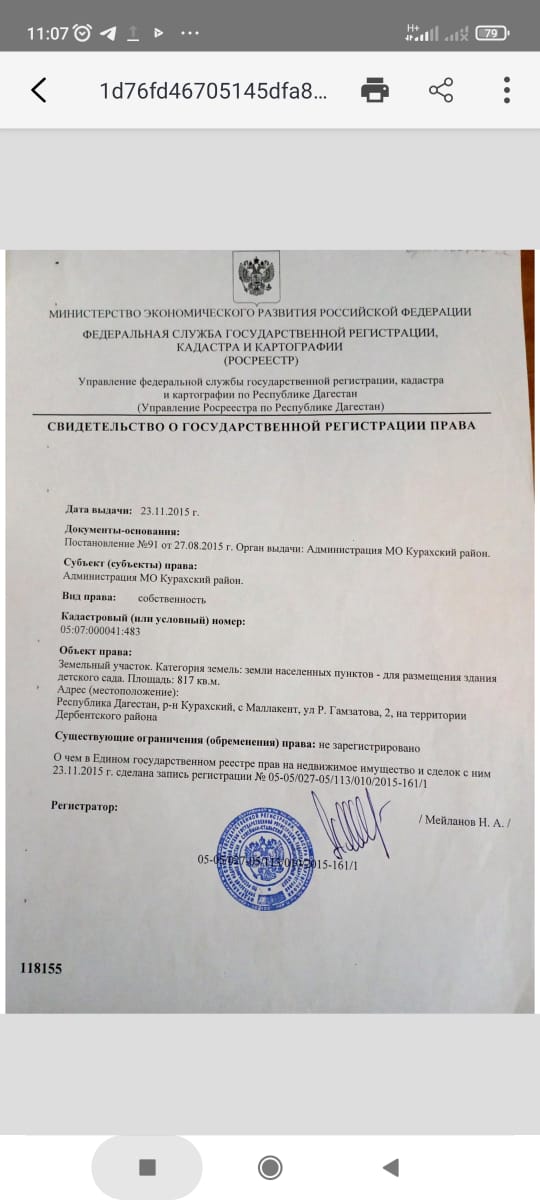 11:07
H+
79
1d76fd46705145dfa8...
МИНИСТЕРСТВО ЭКОНОМИЧЕСКОГО РАЗВИТИЯ РОССИЙСКОЙ ФЕДЕРАЦИИ
ФЕДЕРАЛЬНАЯ СЛУЖБА ГОСУДАРСТВЕННОЙ РЕГИСТРАЦИИ,
КАДАСТРА И КАРТОГРАФИИ
(РОСРЕЕСТР)
Управление федеральной службы государственной регистрации, кадастра
и картографии по Республике Дагестан
(Управление Росреестра по Республике Дагестан)
СВИДЕТЕЛЬСТВО О ГОСУДАРСТВЕННОЙ РЕГИСТРАЦИИ ПРАВА
Дата выдачи: 23.11.2015 г.
Документы-основания:
Постановление №91 от 27.08.2015 г. Орган выдачи: Администрация МО Курахский район.
Субъект (субъекты) права:
Администрация МО Курахский район.
Вид права: собственность
Кадастровый (или условный) номер:
05:07:000041:483
Объект права:
Земельный участок. Категория земель: земли населенных пунктов - для размещения здания
детского сада. Площадь: 817 кв.м.
Адрес (местоположение):
Республика Дагестан, р-н Курахский, с Маллакент, ул Р. Гамзатова, 2, на территории
Дербентского района
Существующие ограничения (обременения) права: не зарегистрировано
О чем в Едином государственном реестре прав на недвижимое имущество и сделок с ним
23.11.2015 г. сделана запись регистрации № 05-05/027-05/113/010/2015-161/1
Регистратор:
/ Мейланов Н. А. /
05-05/027-05/113/010/2015-161/1
118155